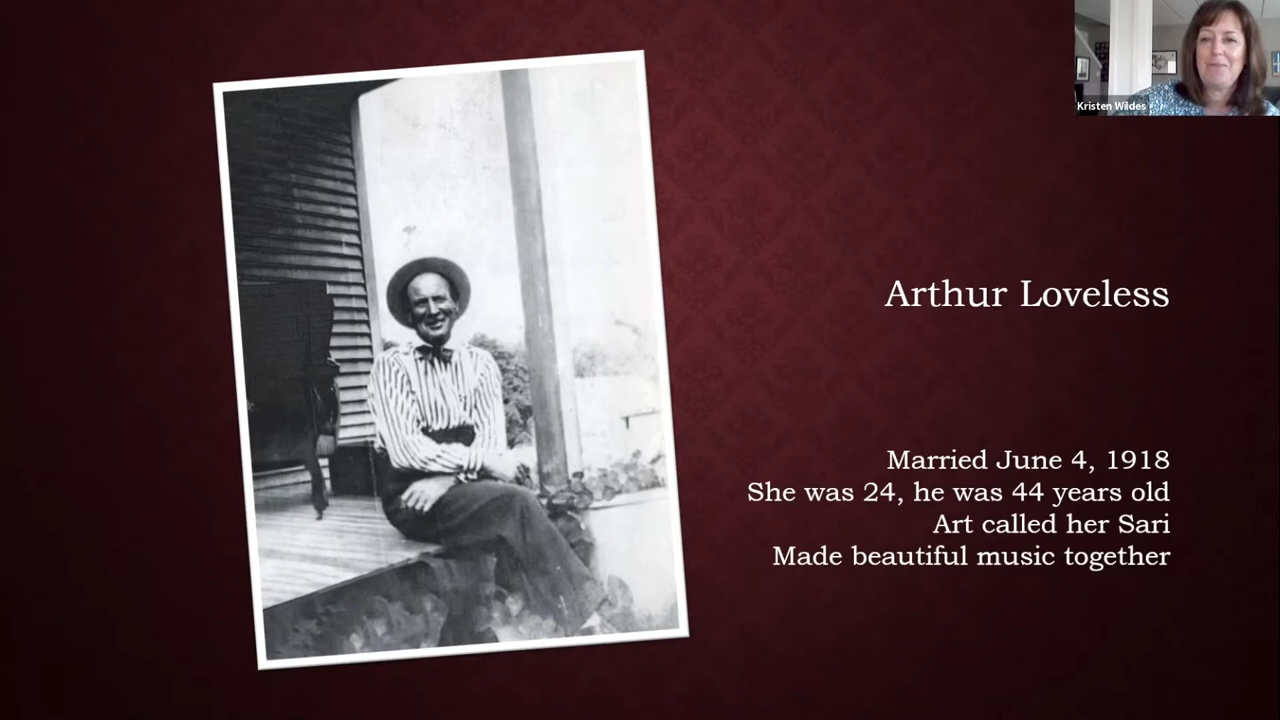 Kristen Wildes
Arthur Loveless
Married June 4, 1918
She was 24, he was 44 years old
Art called her Sari
Made beautiful music together